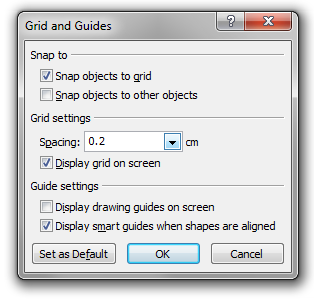 Grid and Guides
Snap to
Snap objects to grid
Snap objects to other objects
Grid settings
Spacing: 0.2 cm
Display grid on screen
Guide settings
Display drawing guides on screen
Display smart guides when shapes are aligned
Set as Default OK Cancel